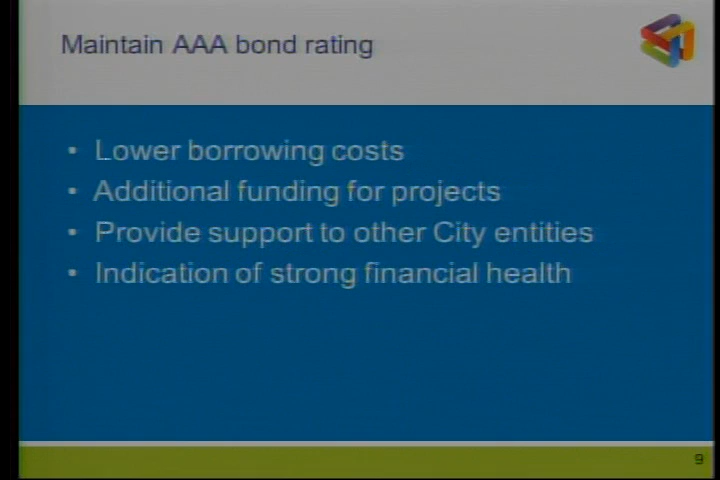 Maintain AAA bond rating
• Lower borrowing costs
• Additional funding for projects
• Provide support to other City entities
• Indication of strong financial health
9